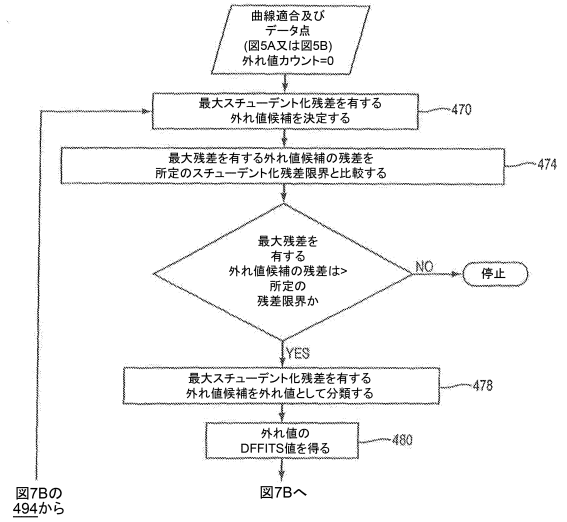 曲線適合及び
データ点
(図5A又は図5B)
外れ値カウント=0
最大スチューデント化残差を有する
外れ値候補を決定する
470
最大残差を有する外れ値候補の残差を
所定のスチューデント化残差限界と比較する
474
最大残差を
有する
外れ値候補の残差は>
所定の
残差限界か
NO
停止
YES
最大スチューデント化残差を有する
外れ値候補を外れ値として分類する
478
外れ値の
DFFITS値を得る
480
図7Bの
494から
図7Bへ